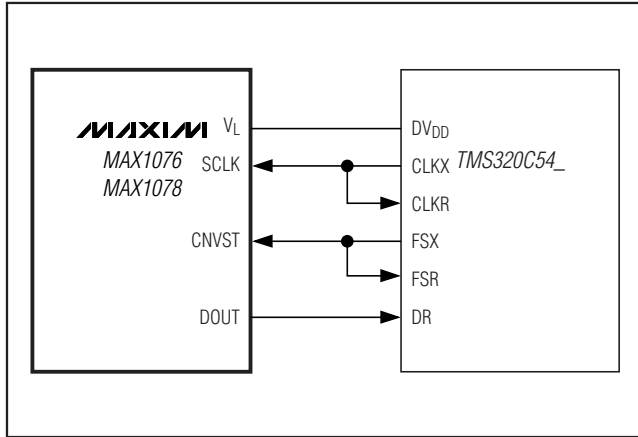 MAXIM
MAX1076
MAX1078
VL
SCLK
CNVST
DOUT
DVDD
CLKX
CLKR
FSX
FSR
DR
TMS320C54_